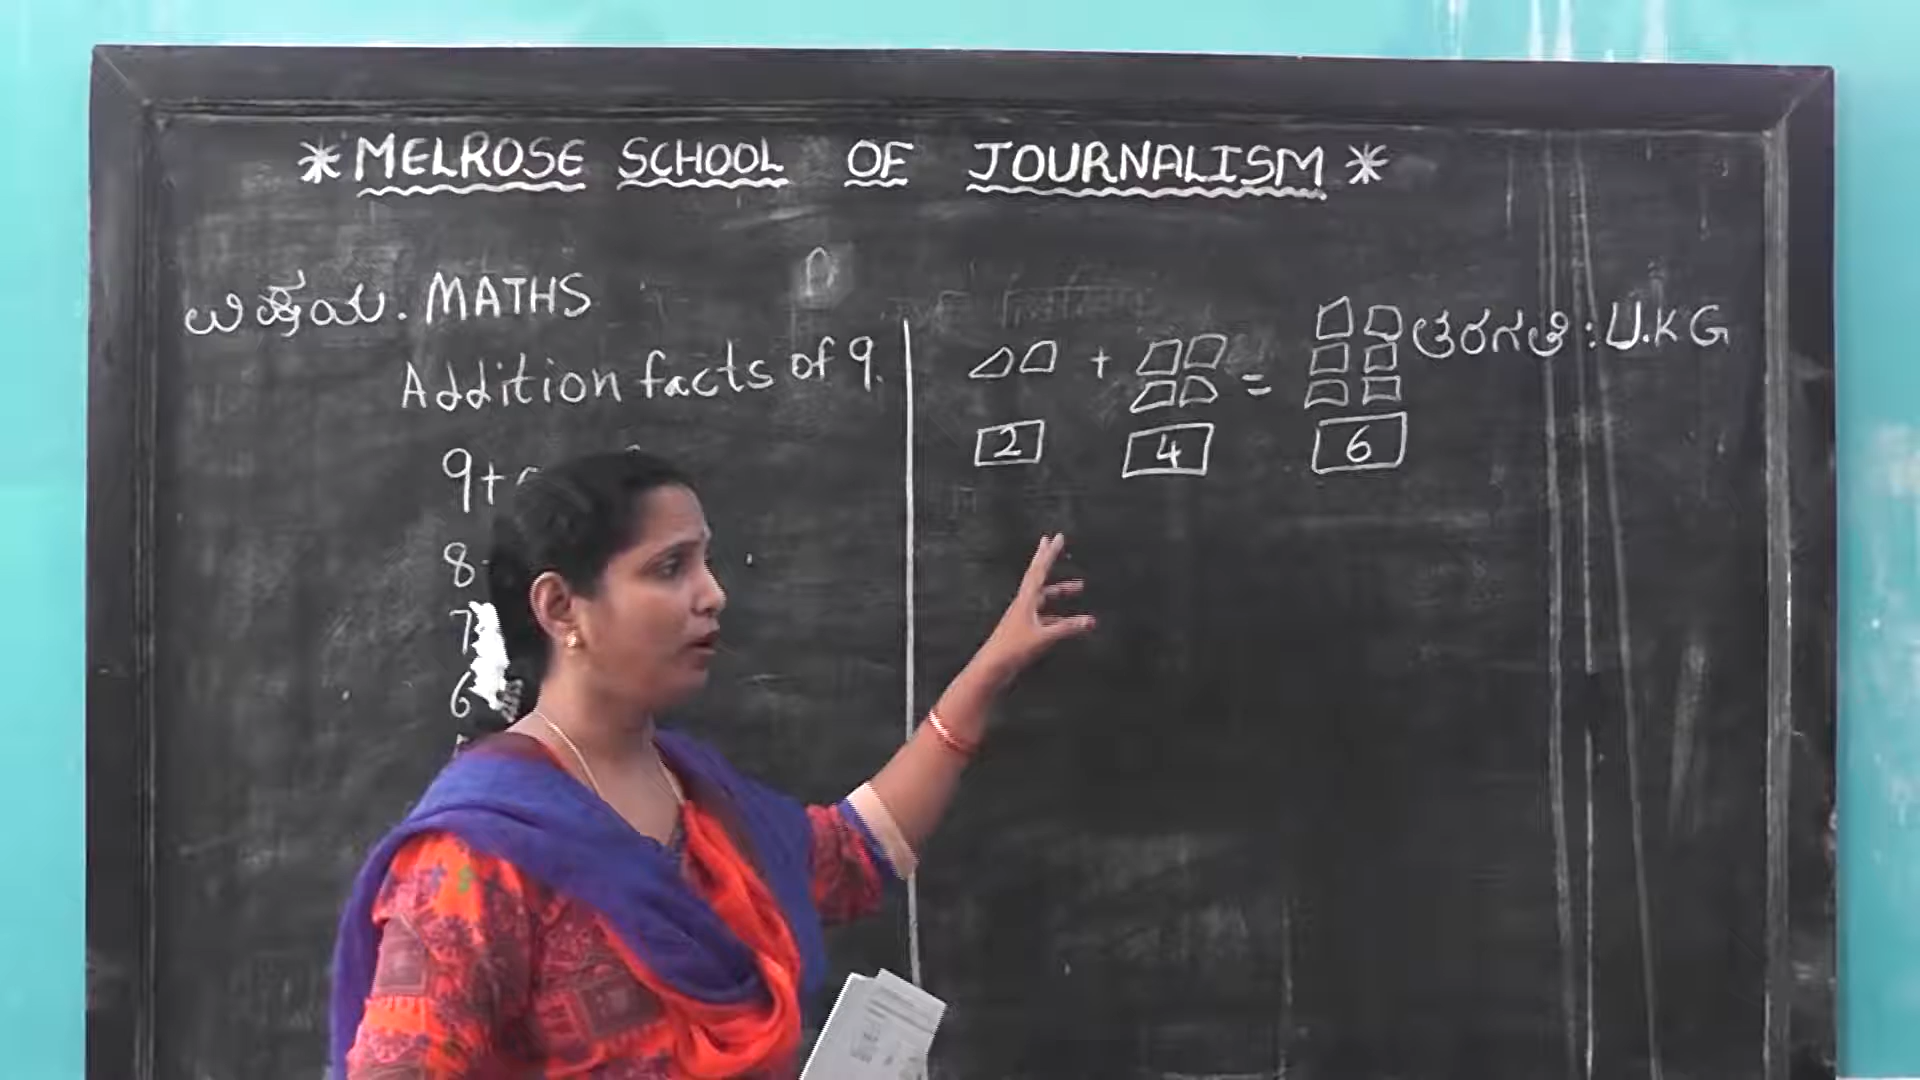 * MELROSE SCHOOL OF JOURNALISM *
ವಿಷಯ. MATHS
Addition facts of 9.
9+
8
7
6
+ =
2 4 6
ತರಗತಿ : U.KG